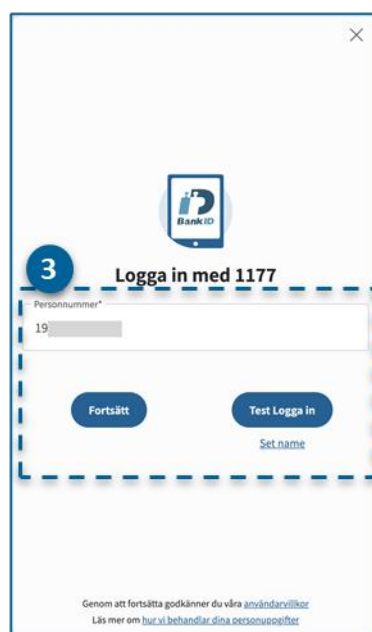 BankID
3
Logga in med 1177
Personnummer*
19
Fortsätt
Test Logga in
Set name
Genom att fortsätta godkänner du våra användarvillkor
Läs mer om hur vi behandlar dina personuppgifter